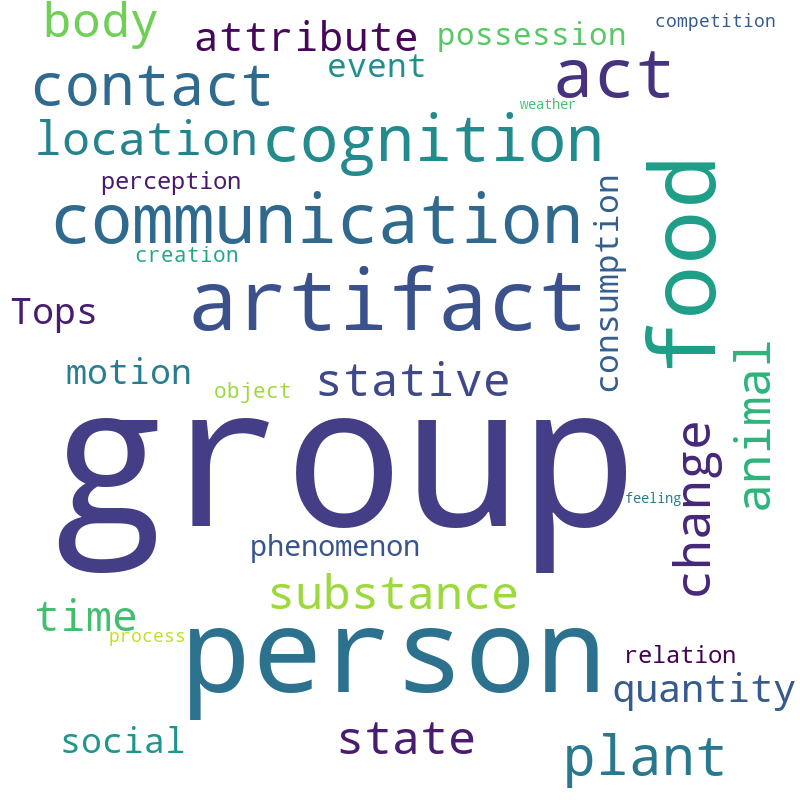 body
attribute
possession
competition
contact
event
act
weather
location
cognition
perception
communication
consumption
food
creation
artifact
Tops
motion
object
stative
animal
group
change
feeling
phenomenon
substance
time
process
person
relation
quantity
social
state
plant